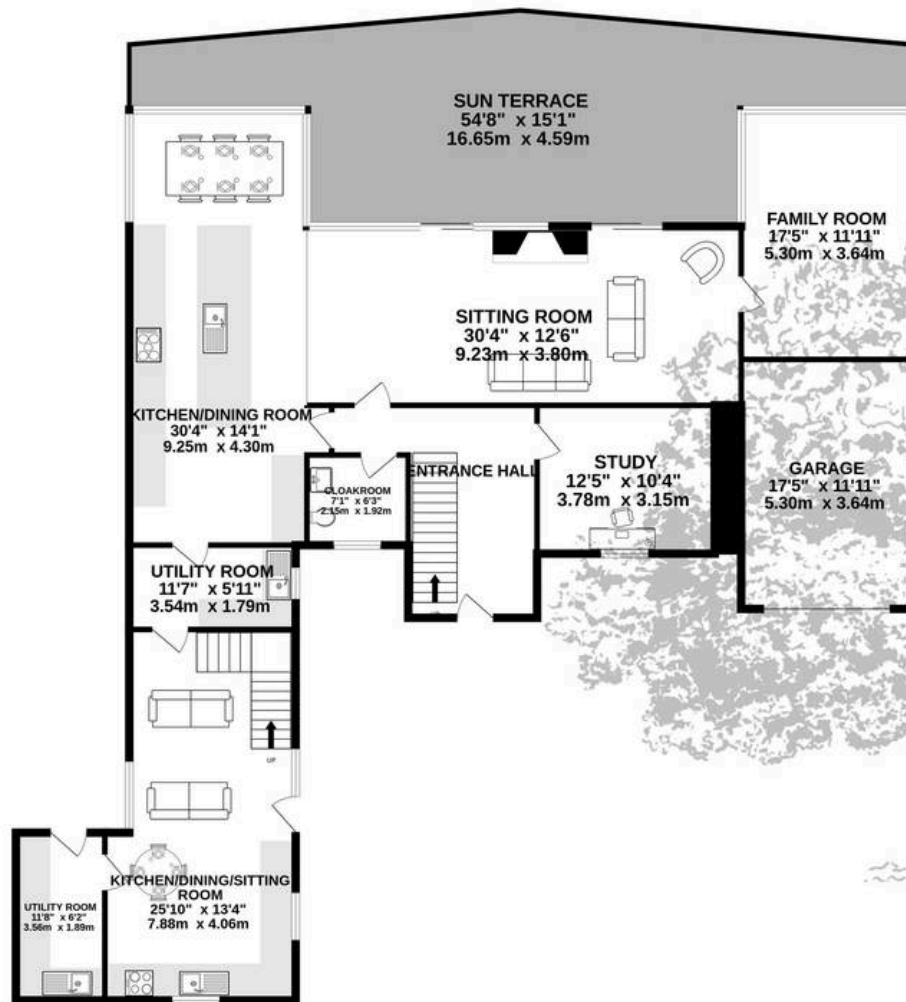 SUN TERRACE
54'8" x 15'1"
16.65m x 4.59m
FAMILY ROOM
17'5" x 11'11"
5.30m x 3.64m
SITTING ROOM
30'4" x 12'6"
9.23m x 3.80m
KITCHEN/DINING ROOM
30'4" x 14'1"
9.25m x 4.30m
ENTRANCE HALL
STUDY
12'5" x 10'4"
3.78m x 3.15m
GARAGE
17'5" x 11'11"
5.30m x 3.64m
CLOAKROOM
7'1" x 6'3"
2.15m x 1.92m
UTILITY ROOM
11'7" x 5'11"
3.54m x 1.79m
UP
KITCHEN/DINING/SITTING
ROOM
25'10" x 13'4"
7.88m x 4.06m
UTILITY ROOM
11'8" x 6'2"
3.56m x 1.89m